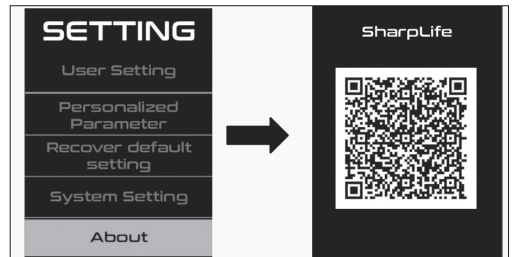 SETTING
User Setting
Personalized
Parameter
Recover default
setting
System Setting
About
SharpLife